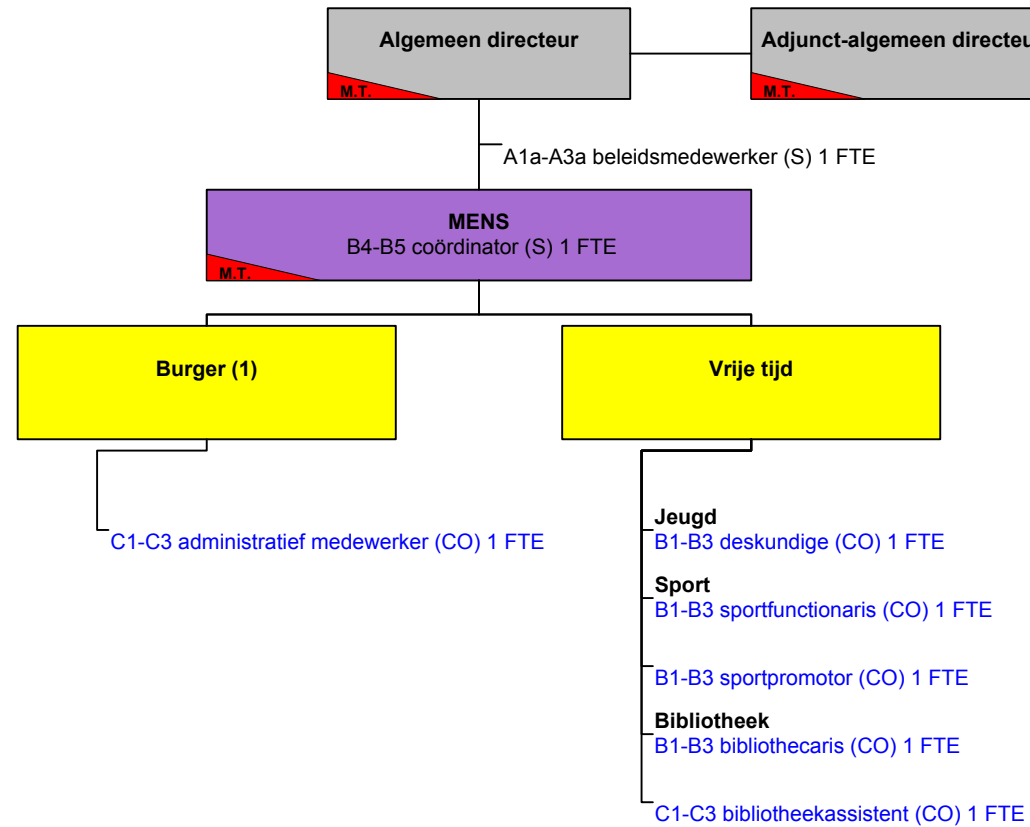 Algemeen directeur
M.T.
Adjunct-algemeen directeu
M.T.
A1a-A3a beleidsmedewerker (S) 1 FTE
MENS
B4-B5 coördinator (S) 1 FTE
M.T.
Burger (1)
Vrije tijd
C1-C3 administratief medewerker (CO) 1 FTE
Jeugd
B1-B3 deskundige (CO) 1 FTE
Sport
B1-B3 sportfunctionaris (CO) 1 FTE
B1-B3 sportpromotor (CO) 1 FTE
Bibliotheek
B1-B3 bibliothecaris (CO) 1 FTE
C1-C3 bibliotheekassistent (CO) 1 FTE